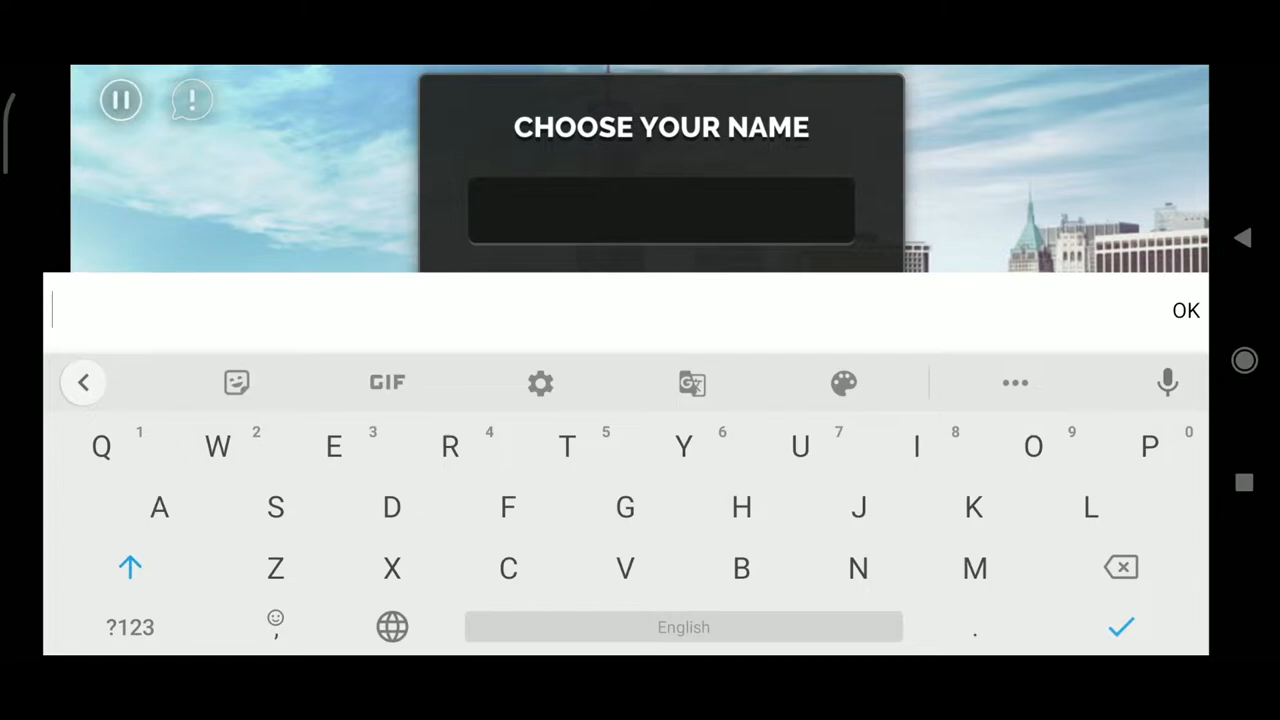 CHOOSE YOUR NAME
OK
GIF
Q 1 W 2 E 3 R 4 T 5 Y 6 U 7 I 8 O 9 P 0
A S D F G H J K L
Z X C V B N M
?123 , English .